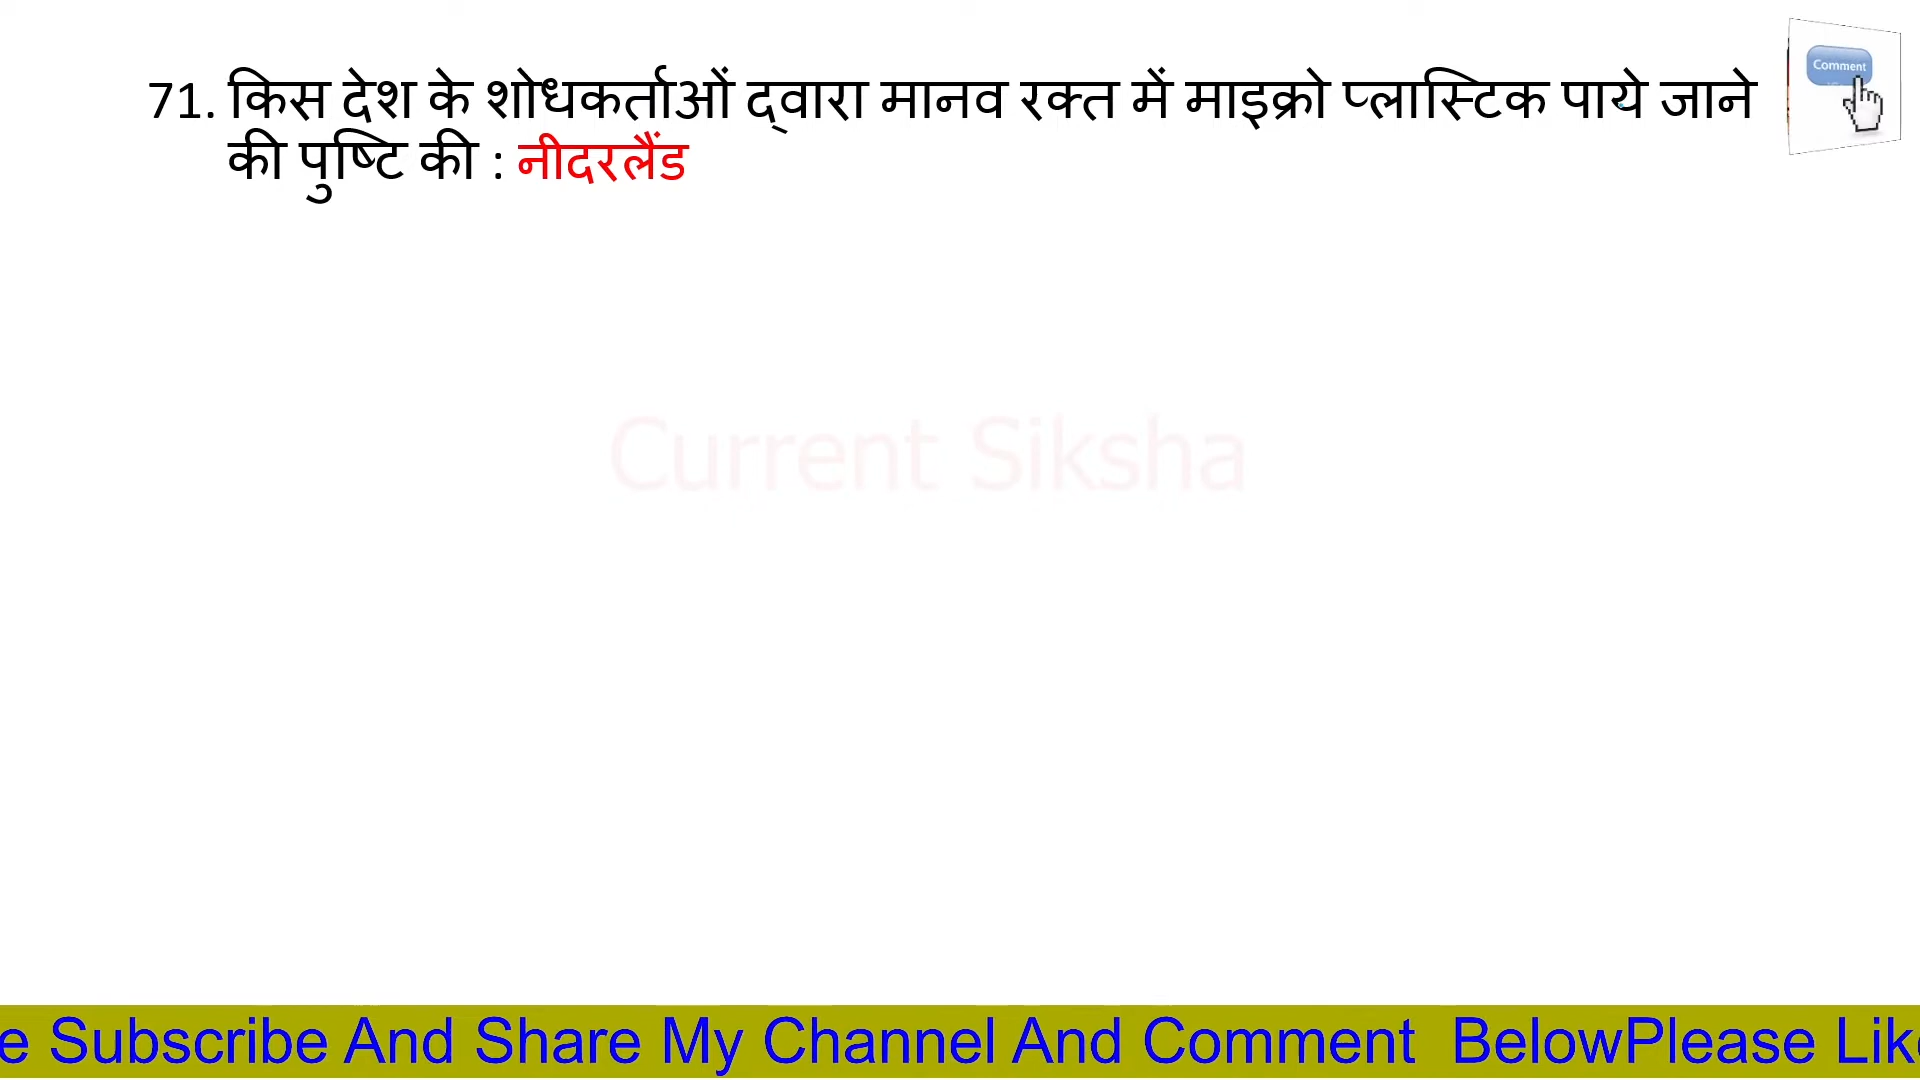 Comment
71. किस देश के शोधकर्ताओं द्वारा मानव रक्त में माइक्रो प्लास्टिक पाये जाने
की पुष्टि की : नीदरलैंड
Current Siksha
e Subscribe And Share My Channel And Comment BelowPlease Lik